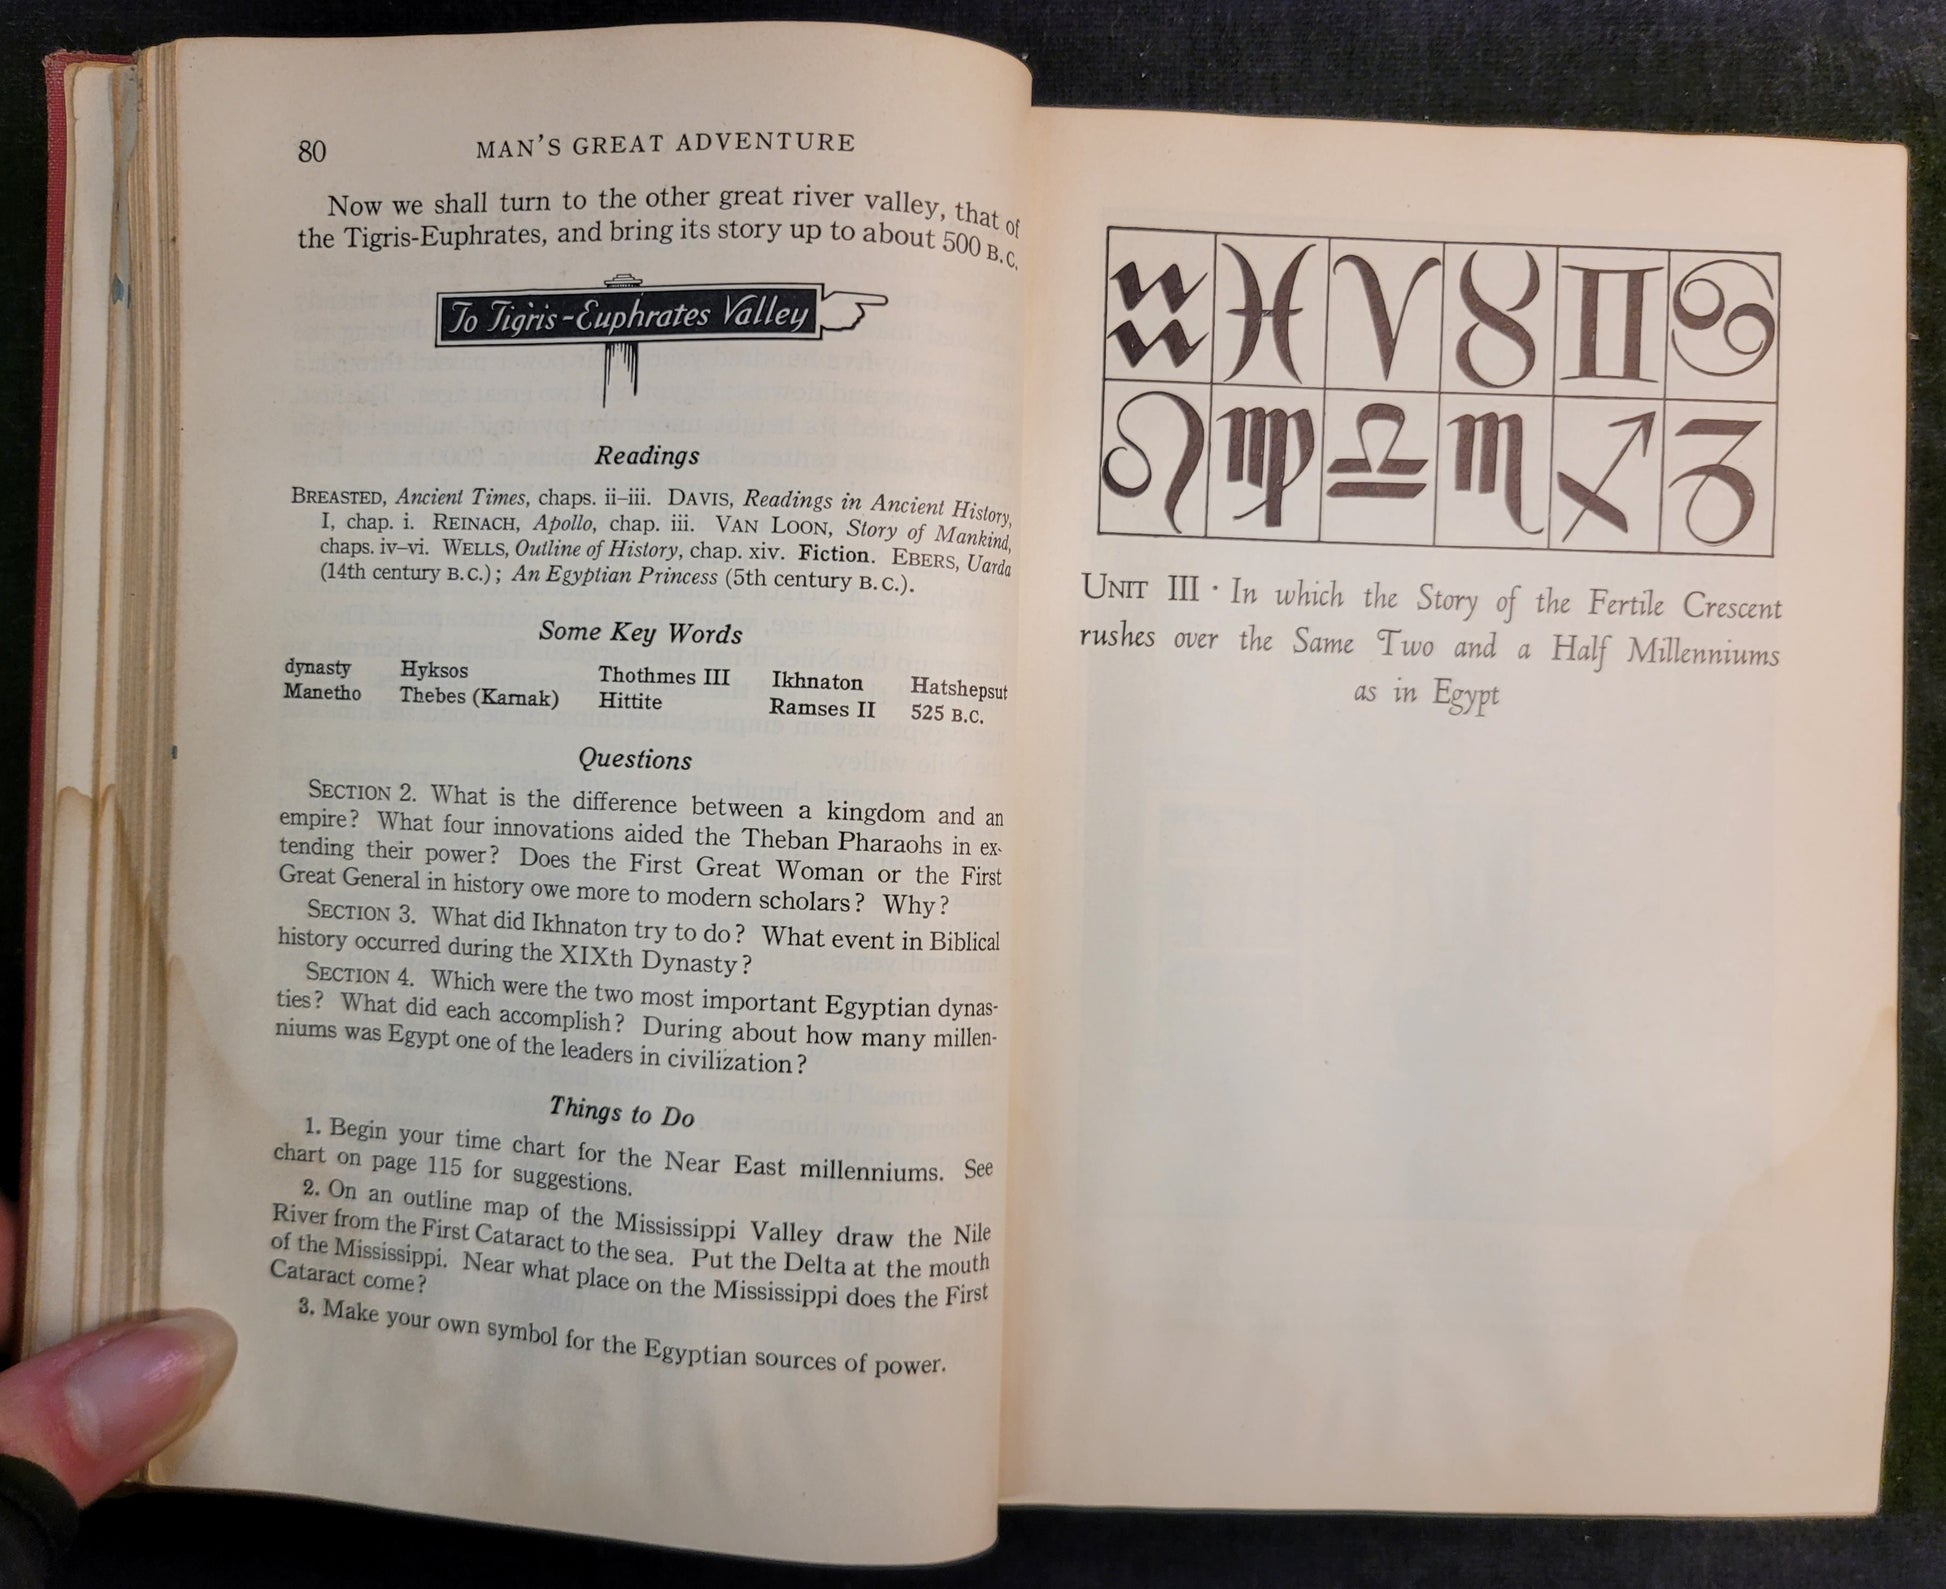 80 MAN'S GREAT ADVENTURE
Now we shall turn to the other great river valley, that of
the Tigris-Euphrates, and bring its story up to about 500 B.C.
To Tigris-Euphrates Valley
Readings
BREASTED, Ancient Times, chaps. ii–iii. DAVIS, Readings in Ancient History,
I, chap. i. REINACH, Apollo, chap. iii. VAN LOON, Story of Mankind,
chaps. iv–vi. WELLS, Outline of History, chap. xiv. Fiction. EBERS, Uarda
(14th century B.C.); An Egyptian Princess (5th century B.C.).
Some Key Words
dynasty Hyksos Thothmes III Ikhnaton Hatshepsut
Manetho Thebes (Karnak) Hittite Ramses II 525 B.C.
Questions
SECTION 2. What is the difference between a kingdom and an
empire? What four innovations aided the Theban Pharaohs in ex-
tending their power? Does the First Great Woman or the First
Great General in history owe more to modern scholars? Why?
SECTION 3. What did Ikhnaton try to do? What event in Biblical
history occurred during the XIXth Dynasty?
SECTION 4. Which were the two most important Egyptian dynas-
ties? What did each accomplish? During about how many millen-
niums was Egypt one of the leaders in civilization?
Things to Do
1. Begin your time chart for the Near East millenniums. See
chart on page 115 for suggestions.
2. On an outline map of the Mississippi Valley draw the Nile
River from the First Cataract to the sea. Put the Delta at the mouth
of the Mississippi. Near what place on the Mississippi does the First
Cataract come?
3. Make your own symbol for the Egyptian sources of power.
♒ ♓ ♈ ♉ ♊ ♋
♌ ♍ ♎ ♏ ♐ ♑
UNIT III · In which the Story of the Fertile Crescent
rushes over the Same Two and a Half Millenniums
as in Egypt